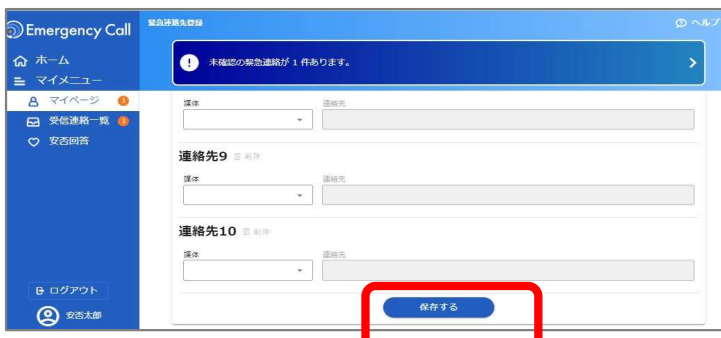 Emergency Call
緊急連絡先登録
ヘルプ
未確認の緊急連絡が 1 件あります。
ホーム
マイメニュー
マイページ 1
受信連絡一覧 1
安否回答
媒体 連絡先
連絡先9 削除
媒体 連絡先
連絡先10 削除
媒体 連絡先
保存する
ログアウト
安否太郎